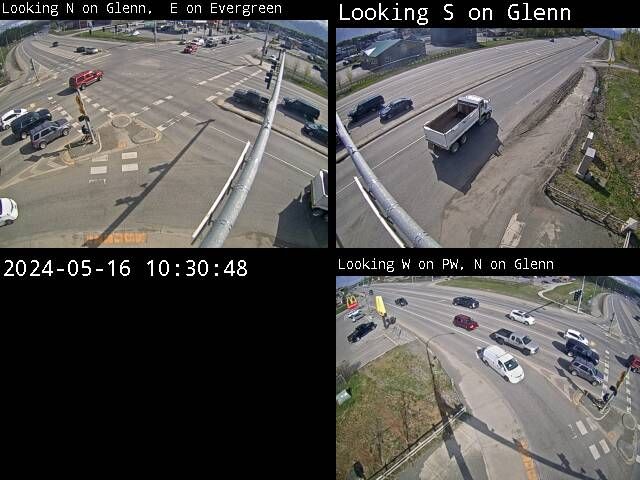 Looking N on Glenn,  E on Evergreen
Looking S on Glenn
2024-05-16 10:30:48
Looking W on PW, N on Glenn